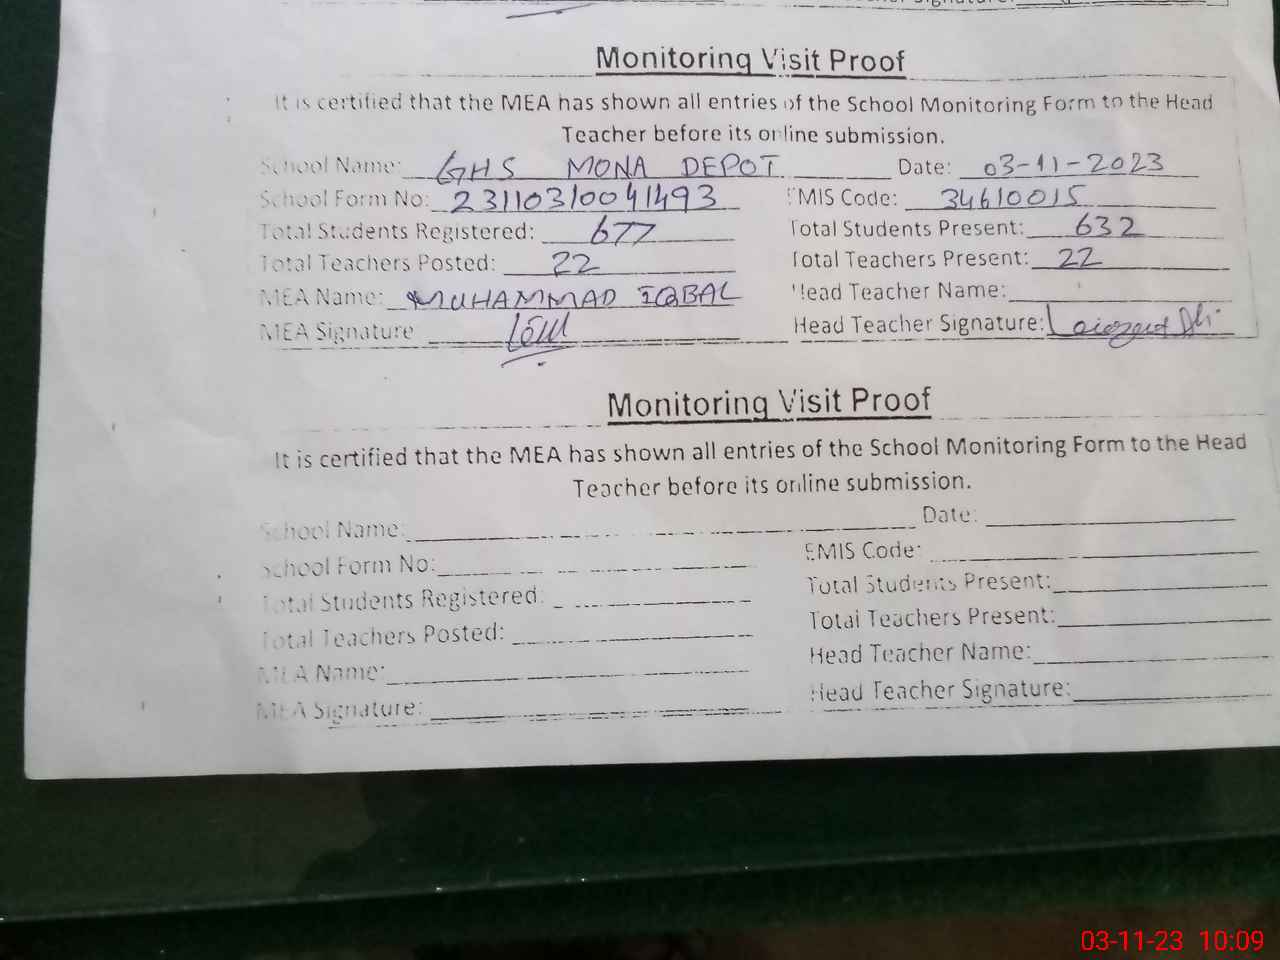 Monitoring Visit Proof
It is certified that the MEA has shown all entries of the School Monitoring Form to the Head
Teacher before its online submission.
School Name: GHS MONA DEPOT Date: 03-11-2023
School Form No: 23110310041493 EMIS Code: 34610015
Total Students Registered: 677 Total Students Present: 632
Total Teachers Posted: 22 Total Teachers Present: 22
MEA Name: MUHAMMAD IQBAL Head Teacher Name:
MEA Signature Head Teacher Signature:
Monitoring Visit Proof
It is certified that the MEA has shown all entries of the School Monitoring Form to the Head
Teacher before its online submission.
School Name: Date:
School Form No: EMIS Code:
Total Students Registered: Total Students Present:
Total Teachers Posted: Total Teachers Present:
MEA Name: Head Teacher Name:
MEA Signature: Head Teacher Signature:
03-11-23 10:09